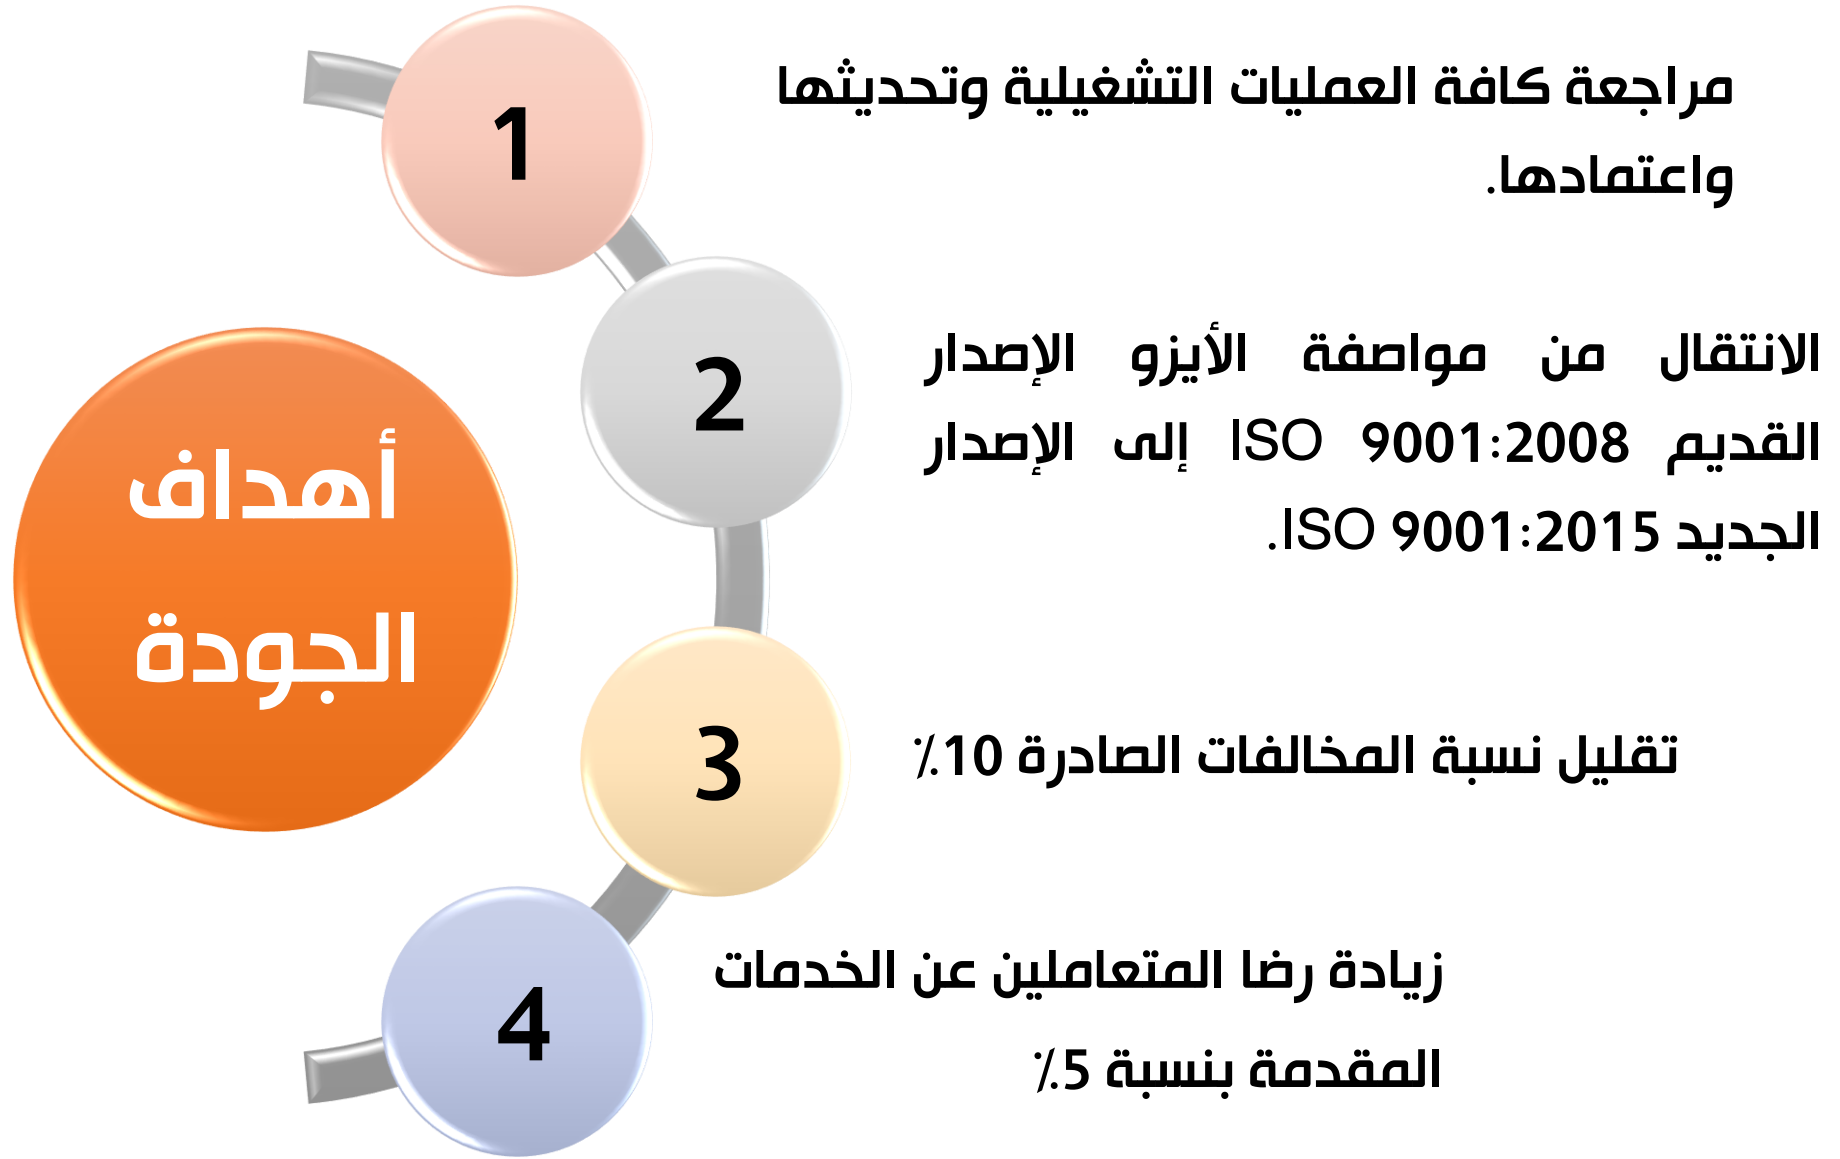 أهداف
الجودة
1
مراجعة كافة العمليات التشغيلية وتحديثها
واعتمادها.
2
الانتقال من مواصفة الأيزو الإصدار
القديم ISO 9001:2008 إلى الإصدار
الجديد ISO 9001:2015.
3
تقليل نسبة المخالفات الصادرة 10٪
4
زيادة رضا المتعاملين عن الخدمات
المقدمة بنسبة 5٪